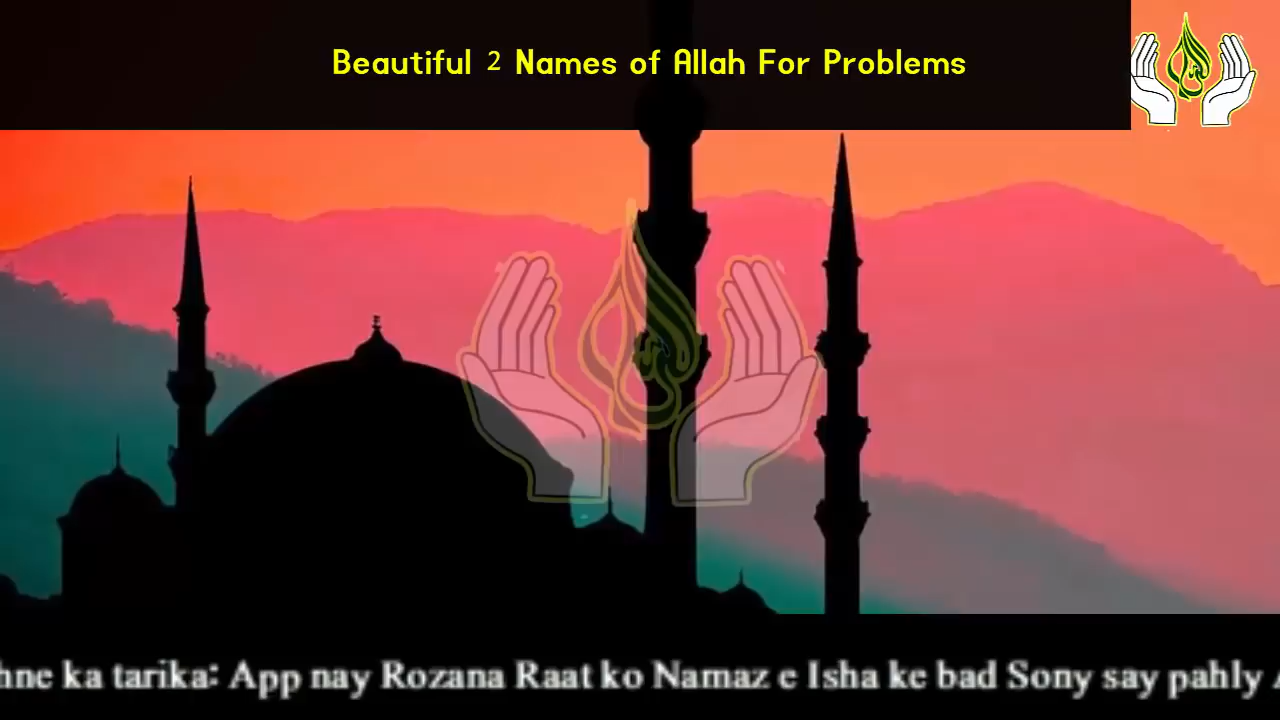 Beautiful 2 Names of Allah For Problems
ka tarika: App nay Rozana Raat ko Namaz e Isha ke bad Sony say pahly